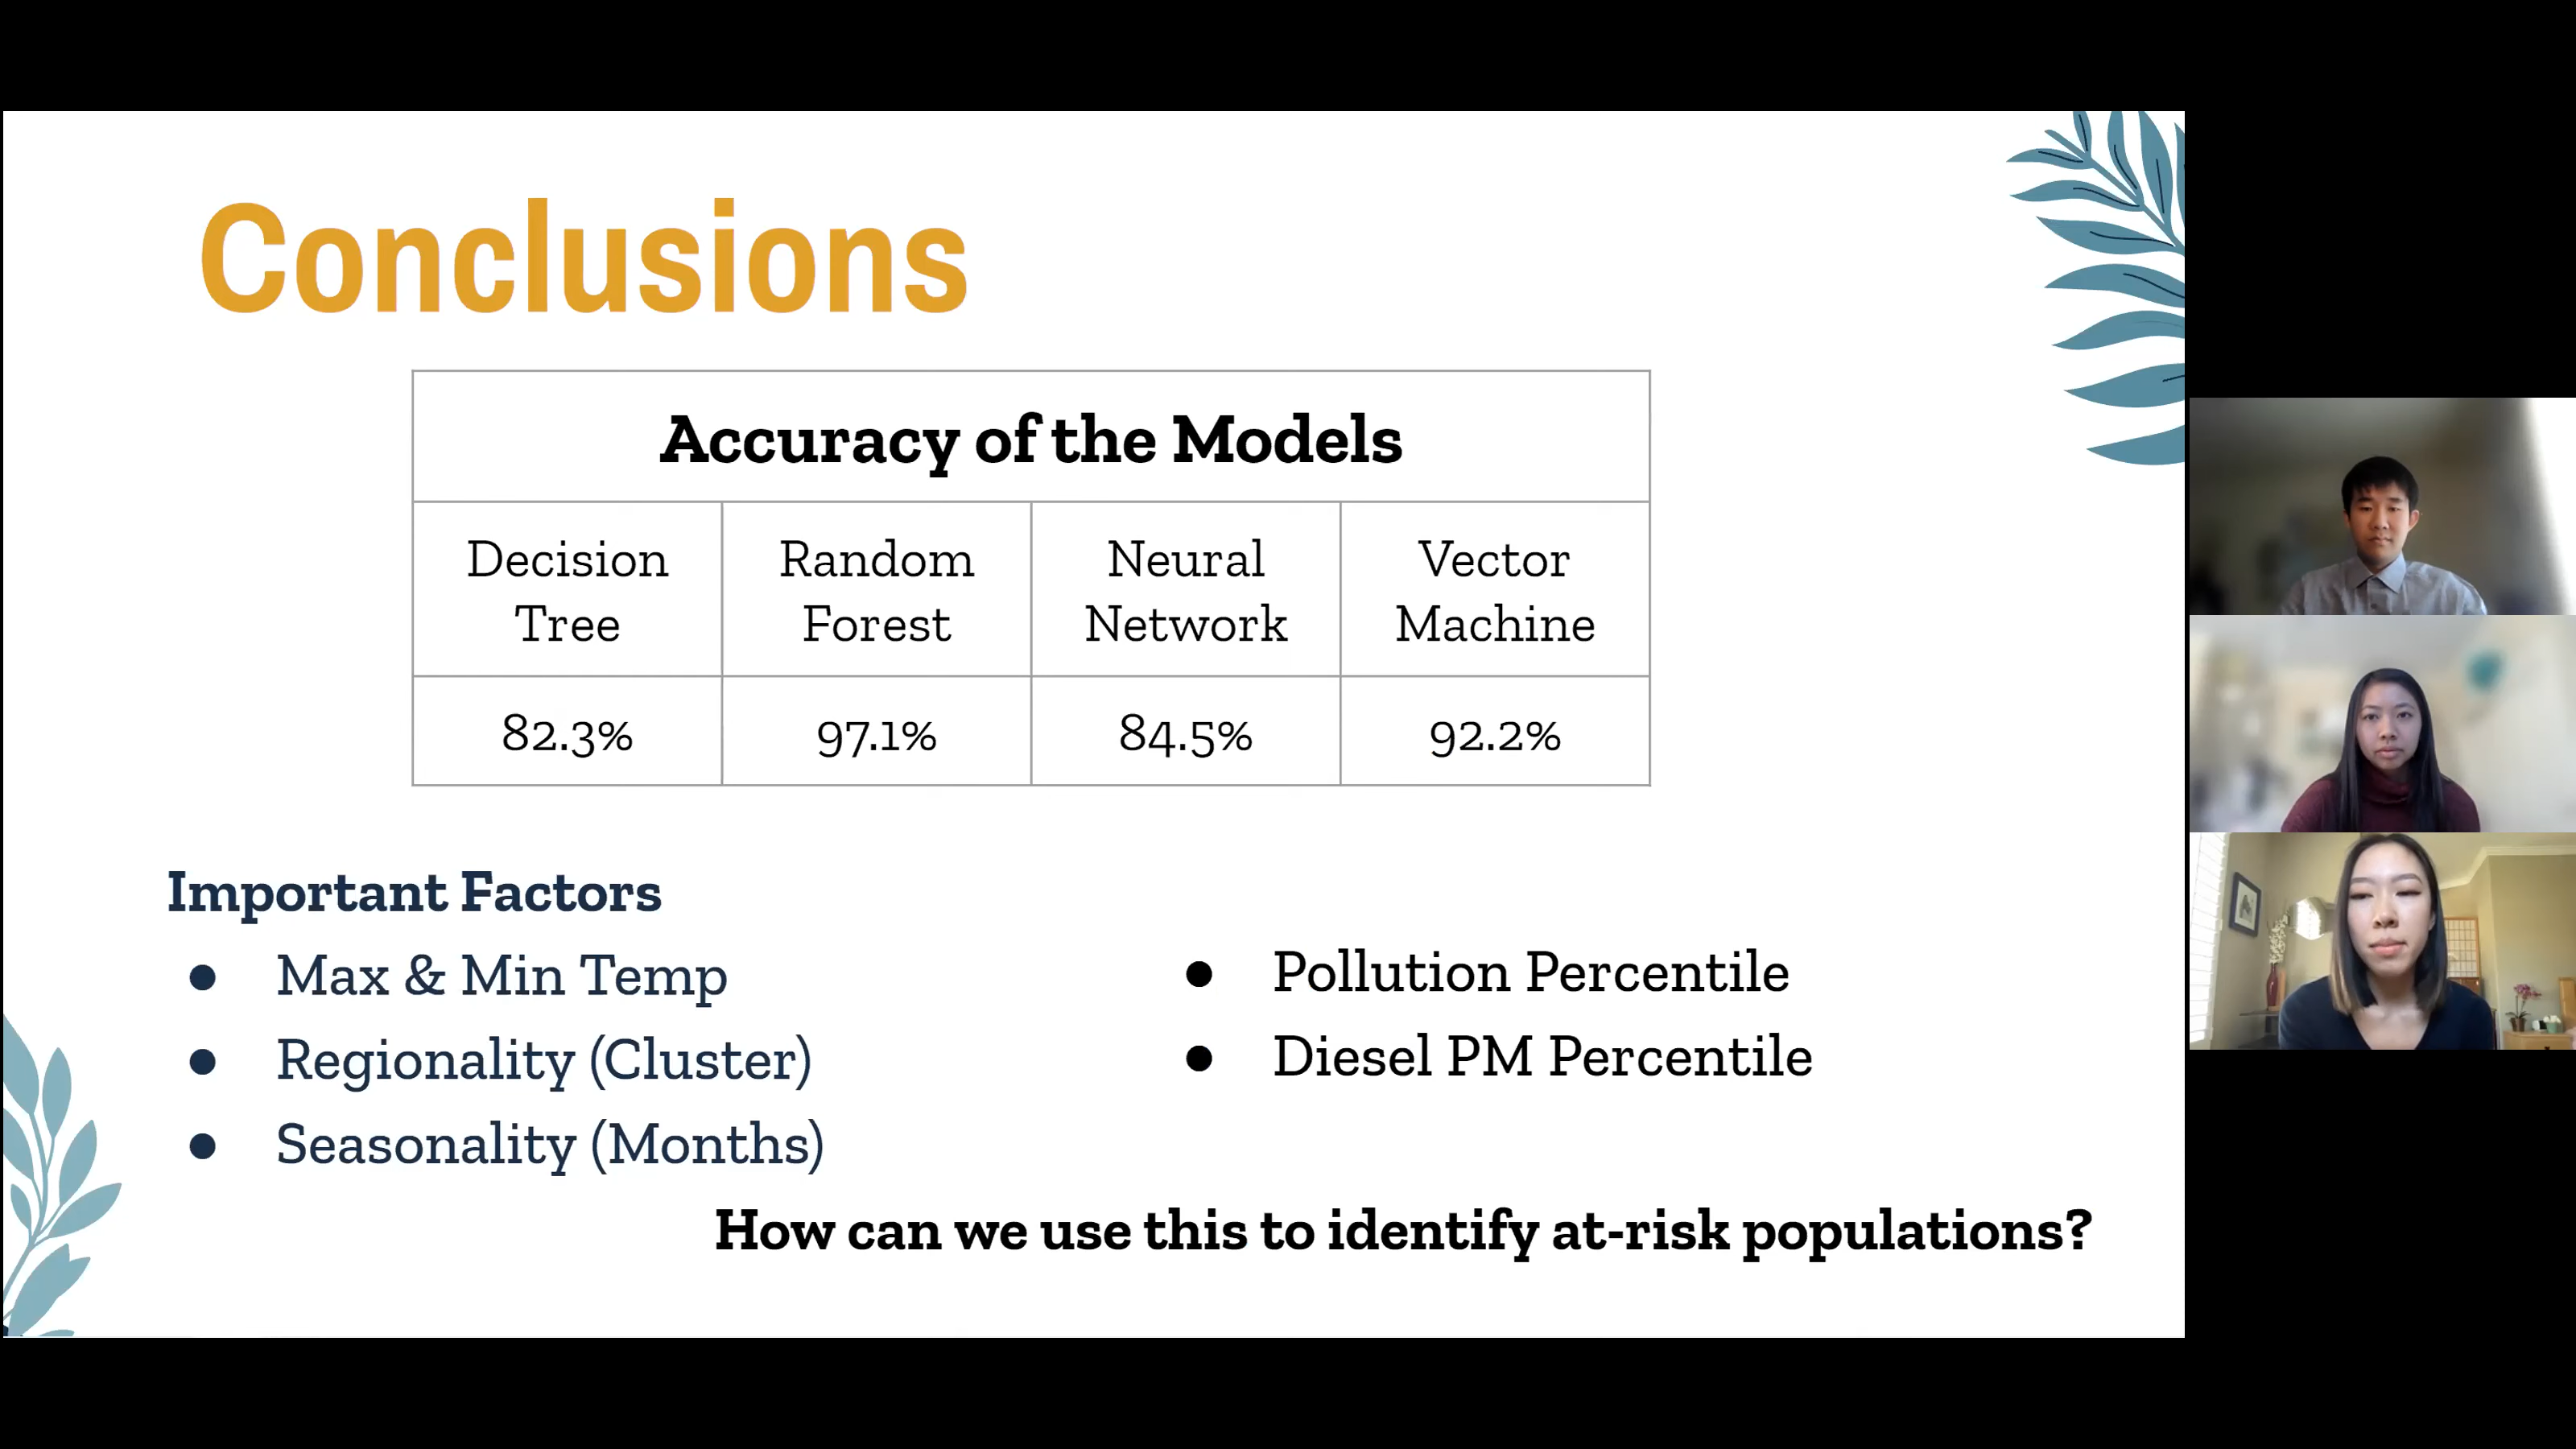 Conclusions
Accuracy of the Models
Decision Tree
Random Forest
Neural Network
Vector Machine
82.3%
97.1%
84.5%
92.2%
Important Factors
● Max & Min Temp
● Regionality (Cluster)
● Seasonality (Months)
● Pollution Percentile
● Diesel PM Percentile
How can we use this to identify at-risk populations?